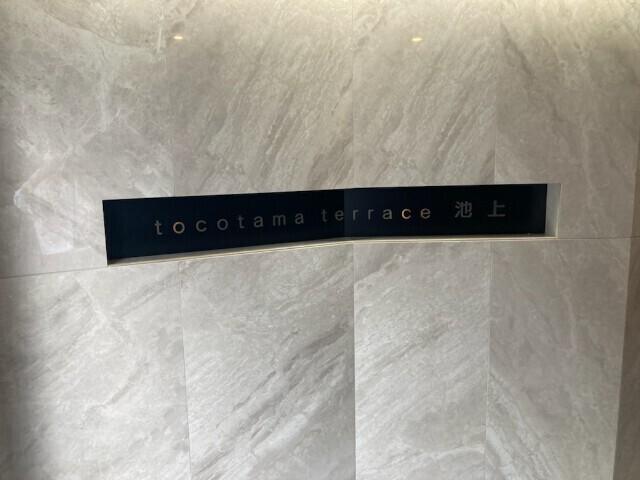 tocotama terrace 池上